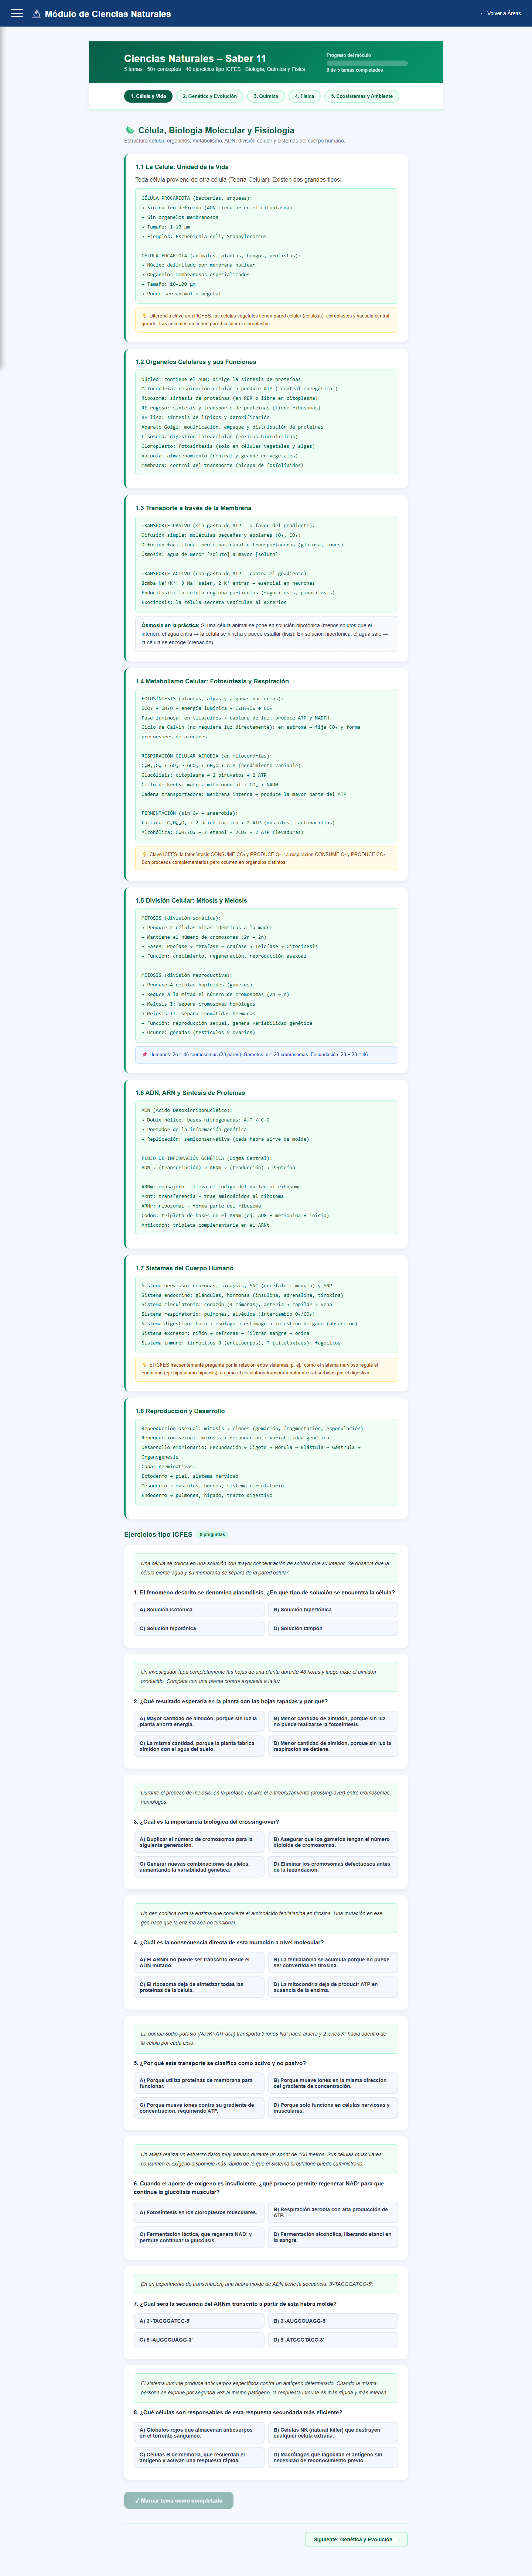 Módulo de Ciencias Naturales
← Volver a Áreas
Ciencias Naturales – Saber 11
5 temas · 50+ conceptos · 40 ejercicios tipo ICFES · Biología, Química y Física
Progreso del módulo
0 de 5 temas completados
1. Célula y Vida
2. Genética y Evolución
3. Química
4. Física
5. Ecosistemas y Ambiente
Célula, Biología Molecular y Fisiología
Estructura celular, organelos, metabolismo, ADN, división celular y sistemas del cuerpo humano.
1.1 La Célula: Unidad de la Vida
Toda célula proviene de otra célula (Teoría Celular). Existen dos grandes tipos.
CÉLULA PROCARIOTA (bacterias, arqueas):
→ Sin núcleo definido (ADN circular en el citoplasma)
→ Sin organelos membranosos
→ Tamaño: 1–10 μm
→ Ejemplos: Escherichia coli, Staphylococcus
CÉLULA EUCARIOTA (animales, plantas, hongos, protistas):
→ Núcleo delimitado por membrana nuclear
→ Organelos membranosos especializados
→ Tamaño: 10–100 μm
→ Puede ser animal o vegetal
Diferencia clave en el ICFES: las células vegetales tienen pared celular (celulosa), cloroplastos y vacuola central
grande. Las animales no tienen pared celular ni cloroplastos.
1.2 Organelos Celulares y sus Funciones
Núcleo: contiene el ADN; dirige la síntesis de proteínas
Mitocondria: respiración celular → produce ATP ("central energética")
Ribosoma: síntesis de proteínas (en RER o libre en citoplasma)
RE rugoso: síntesis y transporte de proteínas (tiene ribosomas)
RE liso: síntesis de lípidos y detoxificación
Aparato Golgi: modificación, empaque y distribución de proteínas
Lisosoma: digestión intracelular (enzimas hidrolíticas)
Cloroplasto: fotosíntesis (solo en células vegetales y algas)
Vacuola: almacenamiento (central y grande en vegetales)
Membrana: control del transporte (bicapa de fosfolípidos)
1.3 Transporte a través de la Membrana
TRANSPORTE PASIVO (sin gasto de ATP – a favor del gradiente):
Difusión simple: moléculas pequeñas y apolares (O₂, CO₂)
Difusión facilitada: proteínas canal o transportadoras (glucosa, iones)
Ósmosis: agua de menor [soluto] a mayor [soluto]
TRANSPORTE ACTIVO (con gasto de ATP – contra el gradiente):
Bomba Na⁺/K⁺: 3 Na⁺ salen, 2 K⁺ entran → esencial en neuronas
Endocitosis: la célula engloba partículas (fagocitosis, pinocitosis)
Exocitosis: la célula secreta vesículas al exterior
Ósmosis en la práctica: Si una célula animal se pone en solución hipotónica (menos solutos que el
interior), el agua entra → la célula se hincha y puede estallar (lisis). En solución hipertónica, el agua sale →
la célula se encoge (crenación).
1.4 Metabolismo Celular: Fotosíntesis y Respiración
FOTOSÍNTESIS (plantas, algas y algunas bacterias):
6CO₂ + 6H₂O + energía lumínica → C₆H₁₂O₆ + 6O₂
Fase luminosa: en tilacoides → captura de luz, produce ATP y NADPH
Ciclo de Calvin (no requiere luz directamente): en estroma → fija CO₂ y forma
precursores de azúcares
RESPIRACIÓN CELULAR AEROBIA (en mitocondrias):
C₆H₁₂O₆ + 6O₂ → 6CO₂ + 6H₂O + ATP (rendimiento variable)
Glucólisis: citoplasma → 2 piruvatos + 2 ATP
Ciclo de Krebs: matriz mitocondrial → CO₂ + NADH
Cadena transportadora: membrana interna → produce la mayor parte del ATP
FERMENTACIÓN (sin O₂ – anaerobia):
Láctica: C₆H₁₂O₆ → 2 ácido láctico + 2 ATP (músculos, Lactobacillus)
Alcohólica: C₆H₁₂O₆ → 2 etanol + 2CO₂ + 2 ATP (levaduras)
Clave ICFES: la fotosíntesis CONSUME CO₂ y PRODUCE O₂. La respiración CONSUME O₂ y PRODUCE CO₂.
Son procesos complementarios pero ocurren en orgánulos distintos.
1.5 División Celular: Mitosis y Meiosis
MITOSIS (división somática):
→ Produce 2 células hijas idénticas a la madre
→ Mantiene el número de cromosomas (2n → 2n)
→ Fases: Profase → Metafase → Anafase → Telofase → Citocinesis
→ Función: crecimiento, regeneración, reproducción asexual
MEIOSIS (división reproductiva):
→ Produce 4 células haploides (gametos)
→ Reduce a la mitad el número de cromosomas (2n → n)
→ Meiosis I: separa cromosomas homólogos
→ Meiosis II: separa cromátidas hermanas
→ Función: reproducción sexual, genera variabilidad genética
→ Ocurre: gónadas (testículos y ovarios)
Humanos: 2n = 46 cromosomas (23 pares). Gametos: n = 23 cromosomas. Fecundación: 23 + 23 = 46
1.6 ADN, ARN y Síntesis de Proteínas
ADN (Ácido Desoxirribonucleico):
→ Doble hélice, bases nitrogenadas: A-T / C-G
→ Portador de la información genética
→ Replicación: semiconservativa (cada hebra sirve de molde)
FLUJO DE INFORMACIÓN GENÉTICA (Dogma Central):
ADN → (transcripción) → ARNm → (traducción) → Proteína
ARNm: mensajero – lleva el código del núcleo al ribosoma
ARNt: transferencia – trae aminoácidos al ribosoma
ARNr: ribosomal – forma parte del ribosoma
Codón: tripleta de bases en el ARNm (ej. AUG → metionina = inicio)
Anticodón: tripleta complementaria en el ARNt
1.7 Sistemas del Cuerpo Humano
Sistema nervioso: neuronas, sinapsis, SNC (encéfalo + médula) y SNP
Sistema endocrino: glándulas, hormonas (insulina, adrenalina, tiroxina)
Sistema circulatorio: corazón (4 cámaras), arteria → capilar → vena
Sistema respiratorio: pulmones, alvéolos (intercambio O₂/CO₂)
Sistema digestivo: boca → esófago → estómago → intestino delgado (absorción)
Sistema excretor: riñón → nefronas → filtran sangre → orina
Sistema inmune: linfocitos B (anticuerpos), T (citotóxicos), fagocitos
El ICFES frecuentemente pregunta por la relación entre sistemas: p. ej., cómo el sistema nervioso regula el
endocrino (eje hipotálamo-hipófisis), o cómo el circulatorio transporta nutrientes absorbidos por el digestivo.
1.8 Reproducción y Desarrollo
Reproducción asexual: mitosis → clones (gemación, fragmentación, esporulación)
Reproducción sexual: meiosis + fecundación → variabilidad genética
Desarrollo embrionario: Fecundación → Cigoto → Mórula → Blástula → Gástrula →
Organogénesis
Capas germinativas:
Ectodermo → piel, sistema nervioso
Mesodermo → músculos, huesos, sistema circulatorio
Endodermo → pulmones, hígado, tracto digestivo
Ejercicios tipo ICFES
8 preguntas
Una célula se coloca en una solución con mayor concentración de solutos que su interior. Se observa que la
célula pierde agua y su membrana se separa de la pared celular.
1. El fenómeno descrito se denomina plasmólisis. ¿En qué tipo de solución se encuentra la célula?
A) Solución isotónica
B) Solución hipertónica
C) Solución hipotónica
D) Solución tampón
Un investigador tapa completamente las hojas de una planta durante 48 horas y luego mide el almidón
producido. Compara con una planta control expuesta a la luz.
2. ¿Qué resultado esperaría en la planta con las hojas tapadas y por qué?
A) Mayor cantidad de almidón, porque sin luz la
planta ahorra energía.
B) Menor cantidad de almidón, porque sin luz
no puede realizarse la fotosíntesis.
C) La misma cantidad, porque la planta fabrica
almidón con el agua del suelo.
D) Menor cantidad de almidón, porque sin luz la
respiración se detiene.
Durante el proceso de meiosis, en la profase I ocurre el entrecruzamiento (crossing-over) entre cromosomas
homólogos.
3. ¿Cuál es la importancia biológica del crossing-over?
A) Duplicar el número de cromosomas para la
siguiente generación.
B) Asegurar que los gametos tengan el número
diploide de cromosomas.
C) Generar nuevas combinaciones de alelos,
aumentando la variabilidad genética.
D) Eliminar los cromosomas defectuosos antes
de la fecundación.
Un gen codifica para la enzima que convierte el aminoácido fenilalanina en tirosina. Una mutación en ese
gen hace que la enzima sea no funcional.
4. ¿Cuál es la consecuencia directa de esta mutación a nivel molecular?
A) El ARNm no puede ser transcrito desde el
ADN mutado.
B) La fenilalanina se acumula porque no puede
ser convertida en tirosina.
C) El ribosoma deja de sintetizar todas las
proteínas de la célula.
D) La mitocondria deja de producir ATP en
ausencia de la enzima.
La bomba sodio-potasio (Na⁺/K⁺-ATPasa) transporta 3 iones Na⁺ hacia afuera y 2 iones K⁺ hacia adentro de
la célula por cada ciclo.
5. ¿Por qué este transporte se clasifica como activo y no pasivo?
A) Porque utiliza proteínas de membrana para
funcionar.
B) Porque mueve iones en la misma dirección
del gradiente de concentración.
C) Porque mueve iones contra su gradiente de
concentración, requiriendo ATP.
D) Porque solo funciona en células nerviosas y
musculares.
Un atleta realiza un esfuerzo físico muy intenso durante un sprint de 100 metros. Sus células musculares
consumen el oxígeno disponible más rápido de lo que el sistema circulatorio puede suministrarlo.
6. Cuando el aporte de oxígeno es insuficiente, ¿qué proceso permite regenerar NAD⁺ para que
continúe la glucólisis muscular?
A) Fotosíntesis en los cloroplastos musculares.
B) Respiración aerobia con alta producción de
ATP.
C) Fermentación láctica, que regenera NAD⁺ y
permite continuar la glucólisis.
D) Fermentación alcohólica, liberando etanol en
la sangre.
En un experimento de transcripción, una hebra molde de ADN tiene la secuencia: 3'-TACGGATCC-5'
7. ¿Cuál será la secuencia del ARNm transcrito a partir de esta hebra molde?
A) 3'-TACGGATCC-5'
B) 3'-AUGCCUAGG-5'
C) 5'-AUGCCUAGG-3'
D) 5'-ATGCCTACC-3'
El sistema inmune produce anticuerpos específicos contra un antígeno determinado. Cuando la misma
persona se expone por segunda vez al mismo patógeno, la respuesta inmune es más rápida y más intensa.
8. ¿Qué células son responsables de esta respuesta secundaria más eficiente?
A) Glóbulos rojos que almacenan anticuerpos
en el torrente sanguíneo.
B) Células NK (natural killer) que destruyen
cualquier célula extraña.
C) Células B de memoria, que recuerdan el
antígeno y activan una respuesta rápida.
D) Macrófagos que fagocitan el antígeno sin
necesidad de reconocimiento previo.
✓ Marcar tema como completado
Siguiente: Genética y Evolución →